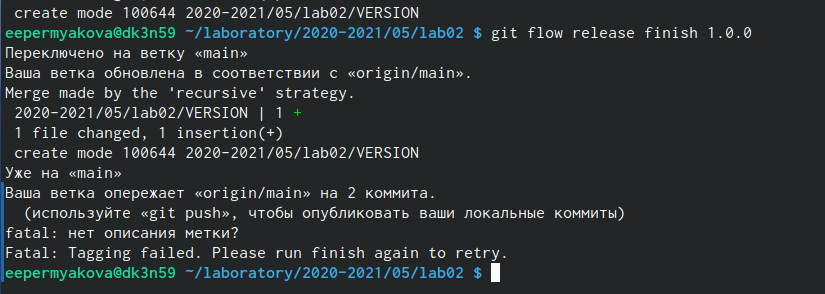 create mode 100644 2020-2021/05/lab02/VERSION
eepermyakova@dk3n59 ~/laboratory/2020-2021/05/lab02 $ git flow release finish 1.0.0
Переключено на ветку «main»
Ваша ветка обновлена в соответствии с «origin/main».
Merge made by the 'recursive' strategy.
2020-2021/05/lab02/VERSION | 1 +
1 file changed, 1 insertion(+)
create mode 100644 2020-2021/05/lab02/VERSION
Уже на «main»
Ваша ветка опережает «origin/main» на 2 коммита.
(используйте «git push», чтобы опубликовать ваши локальные коммиты)
fatal: нет описания метки?
Fatal: Tagging failed. Please run finish again to retry.
eepermyakova@dk3n59 ~/laboratory/2020-2021/05/lab02 $